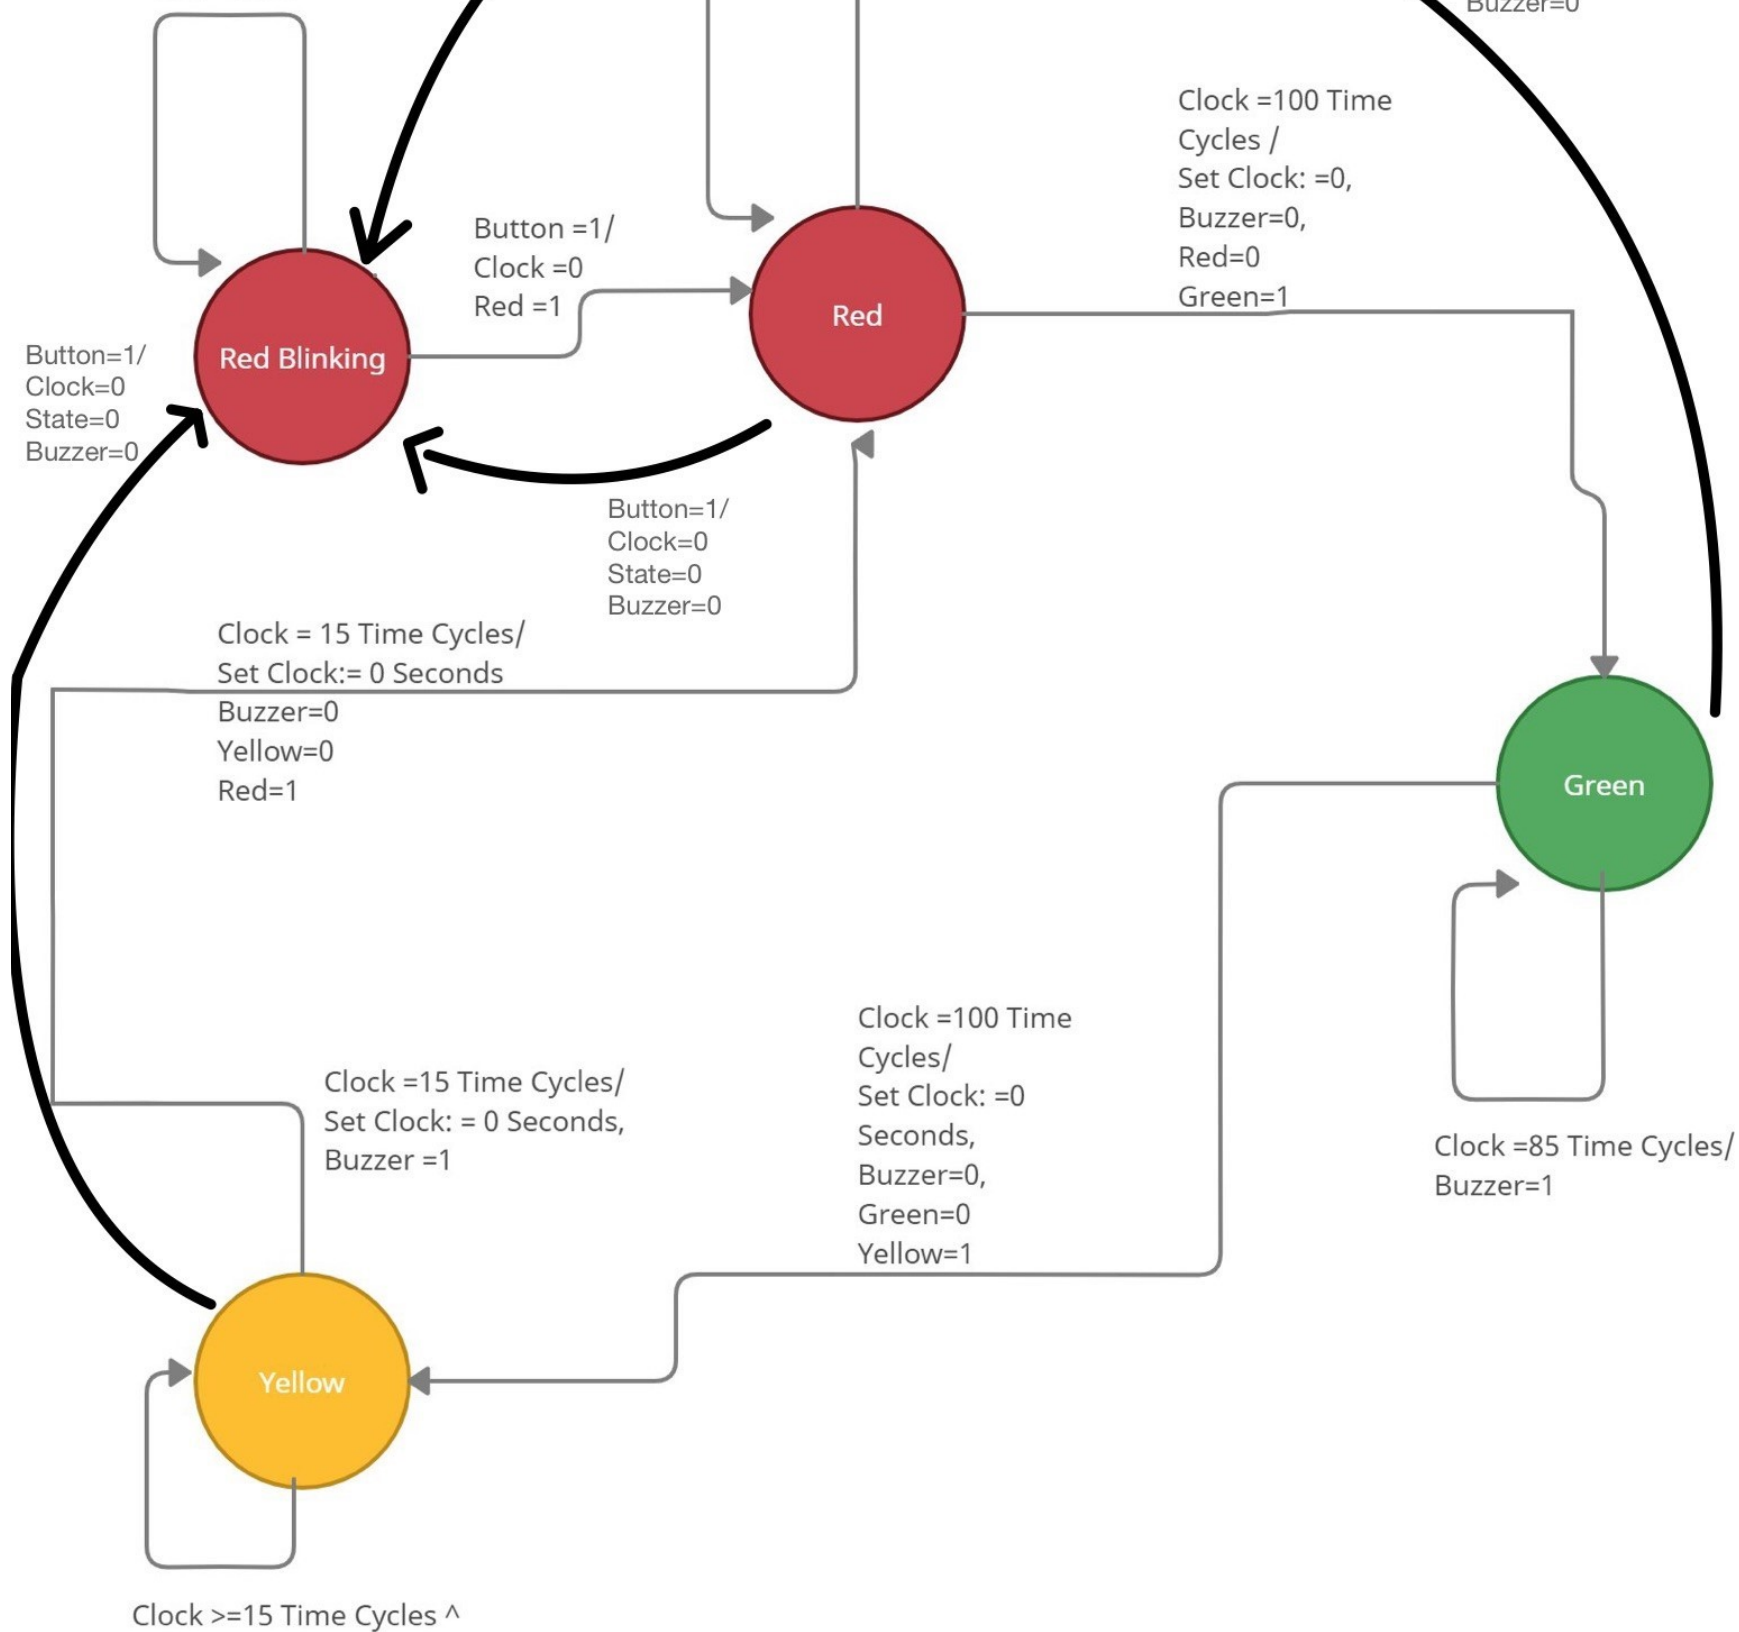 Buzzer=0
Clock =100 Time
Cycles /
Set Clock: =0,
Buzzer=0,
Red=0
Green=1
Button =1/
Clock =0
Red =1
Red
Red Blinking
Button=1/
Clock=0
State=0
Buzzer=0
Button=1/
Clock=0
State=0
Buzzer=0
Clock = 15 Time Cycles/
Set Clock:= 0 Seconds
Buzzer=0
Yellow=0
Red=1
Green
Clock =100 Time
Cycles/
Set Clock: =0
Seconds,
Buzzer=0,
Green=0
Yellow=1
Clock =15 Time Cycles/
Set Clock: = 0 Seconds,
Buzzer =1
Clock =85 Time Cycles/
Buzzer=1
Yellow
Clock >=15 Time Cycles ^